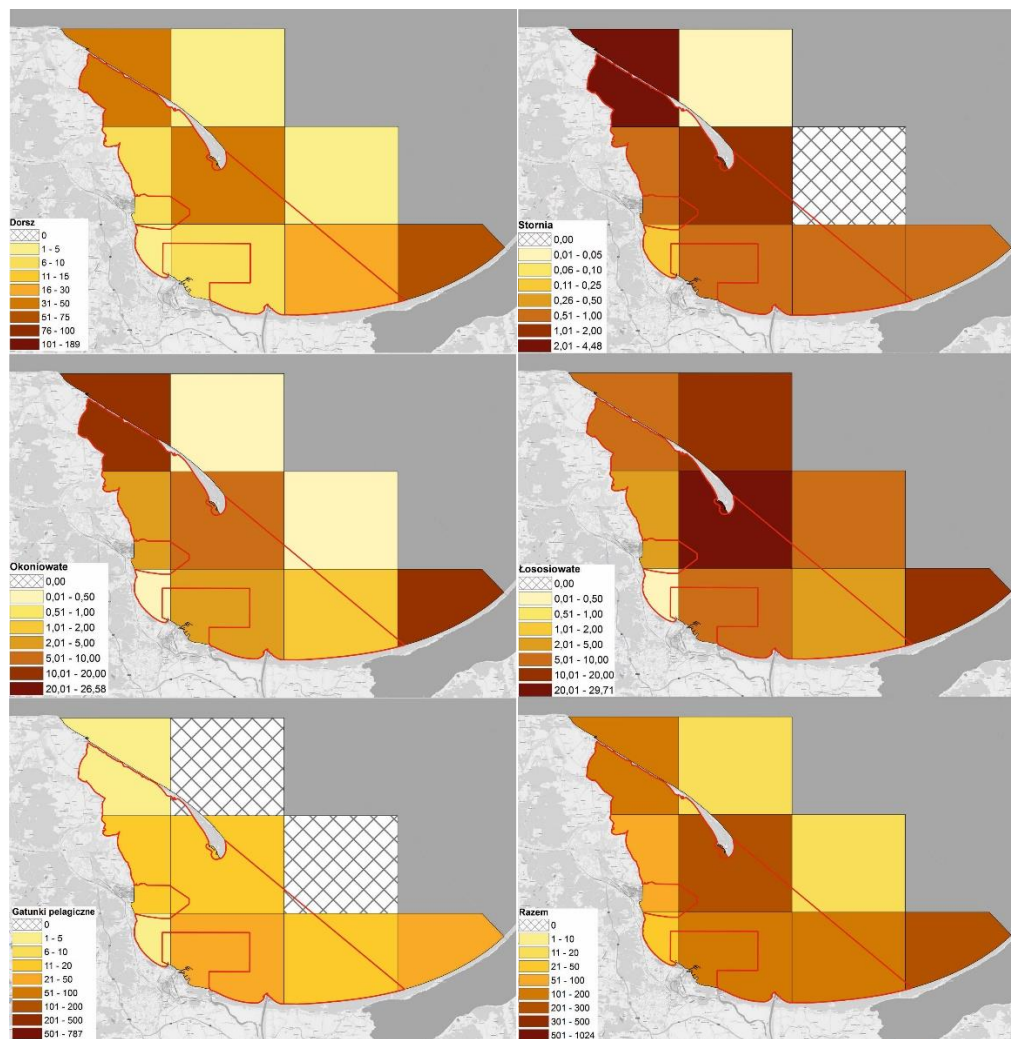 Dorsz
0
1 - 5
6 - 10
11 - 15
16 - 30
31 - 50
51 - 75
76 - 100
101 - 189
Stornia
0,00
0,01 - 0,05
0,06 - 0,10
0,11 - 0,25
0,26 - 0,50
0,51 - 1,00
1,01 - 2,00
2,01 - 4,48
Okoniowate
0,00
0,01 - 0,50
0,51 - 1,00
1,01 - 2,00
2,01 - 5,00
5,01 - 10,00
10,01 - 20,00
20,01 - 26,58
Łososiowate
0,00
0,01 - 0,50
0,51 - 1,00
1,01 - 2,00
2,01 - 5,00
5,01 - 10,00
10,01 - 20,00
20,01 - 29,71
Gatunki pelagiczne
0
1 - 5
6 - 10
11 - 20
21 - 50
51 - 100
101 - 200
201 - 500
501 - 787
Razem
0
1 - 10
11 - 20
21 - 50
51 - 100
101 - 200
201 - 300
301 - 500
501 - 1024